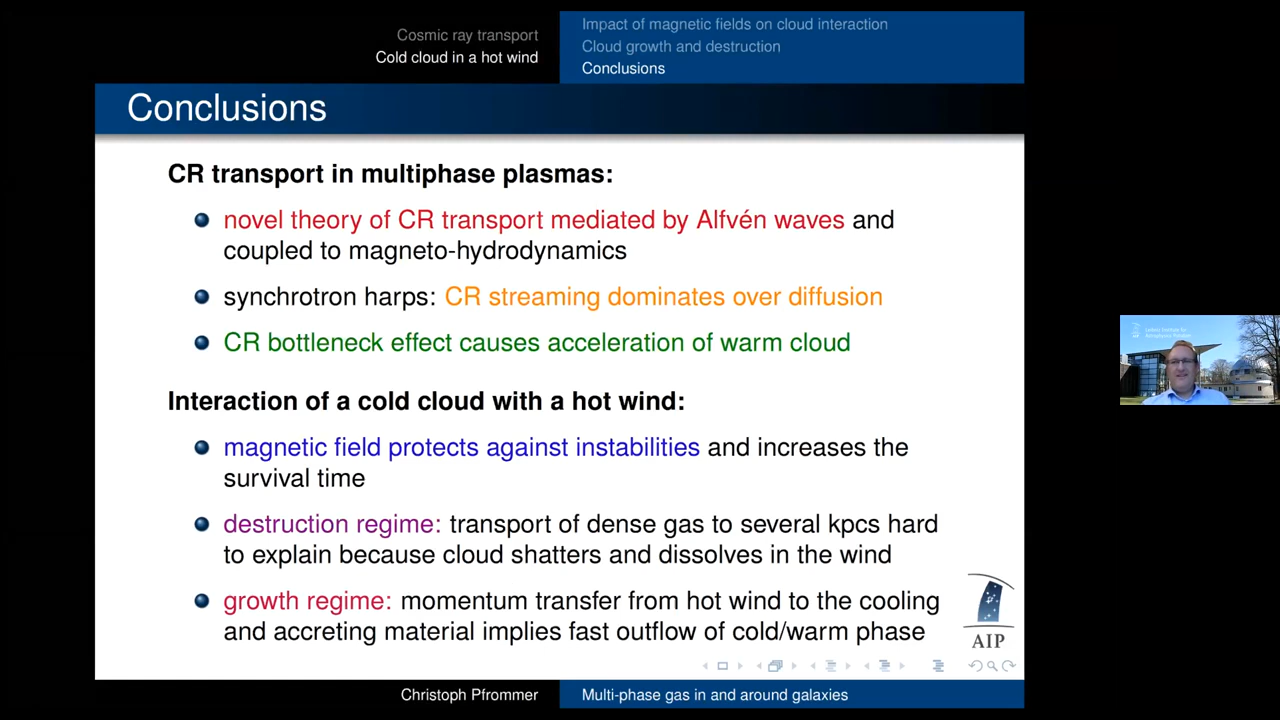 Cosmic ray transport
Cold cloud in a hot wind
Impact of magnetic fields on cloud interaction
Cloud growth and destruction
Conclusions
Conclusions
CR transport in multiphase plasmas:
novel theory of CR transport mediated by Alfvén waves and
coupled to magneto-hydrodynamics
synchrotron harps: CR streaming dominates over diffusion
CR bottleneck effect causes acceleration of warm cloud
Interaction of a cold cloud with a hot wind:
magnetic field protects against instabilities and increases the
survival time
destruction regime: transport of dense gas to several kpcs hard
to explain because cloud shatters and dissolves in the wind
growth regime: momentum transfer from hot wind to the cooling
and accreting material implies fast outflow of cold/warm phase
AIP
Christoph Pfrommer
Multi-phase gas in and around galaxies